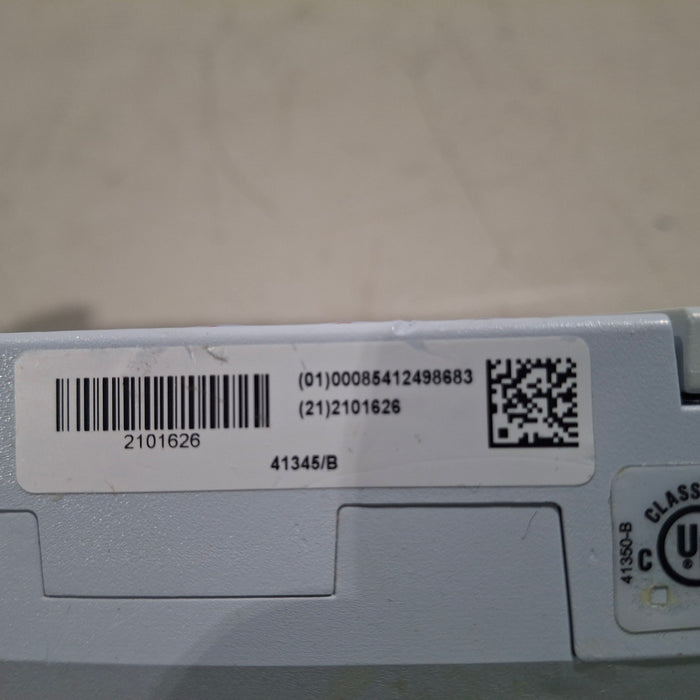 (01)00085412498683
(21)2101626
2101626
41345/B
CLASS
C U
®
41350-B